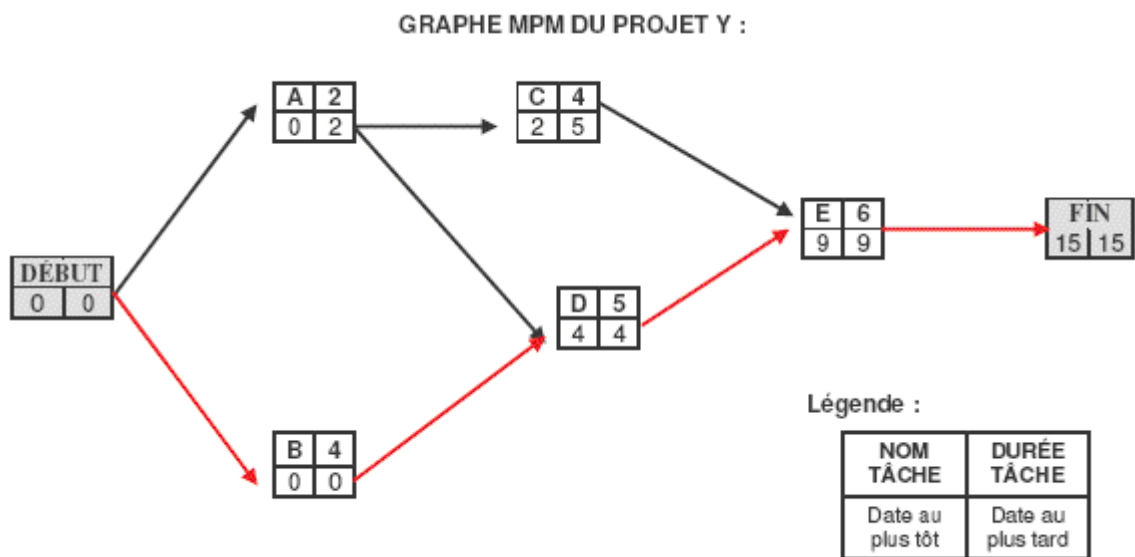 GRAPHE MPM DU PROJET Y :
A 2
0 2
C 4
2 5
E 6
9 9
FIN
15 15
DÉBUT
0 0
D 5
4 4
B 4
0 0
Légende :
NOM TÂCHE
DURÉE TÂCHE
Date au plus tôt
Date au plus tard